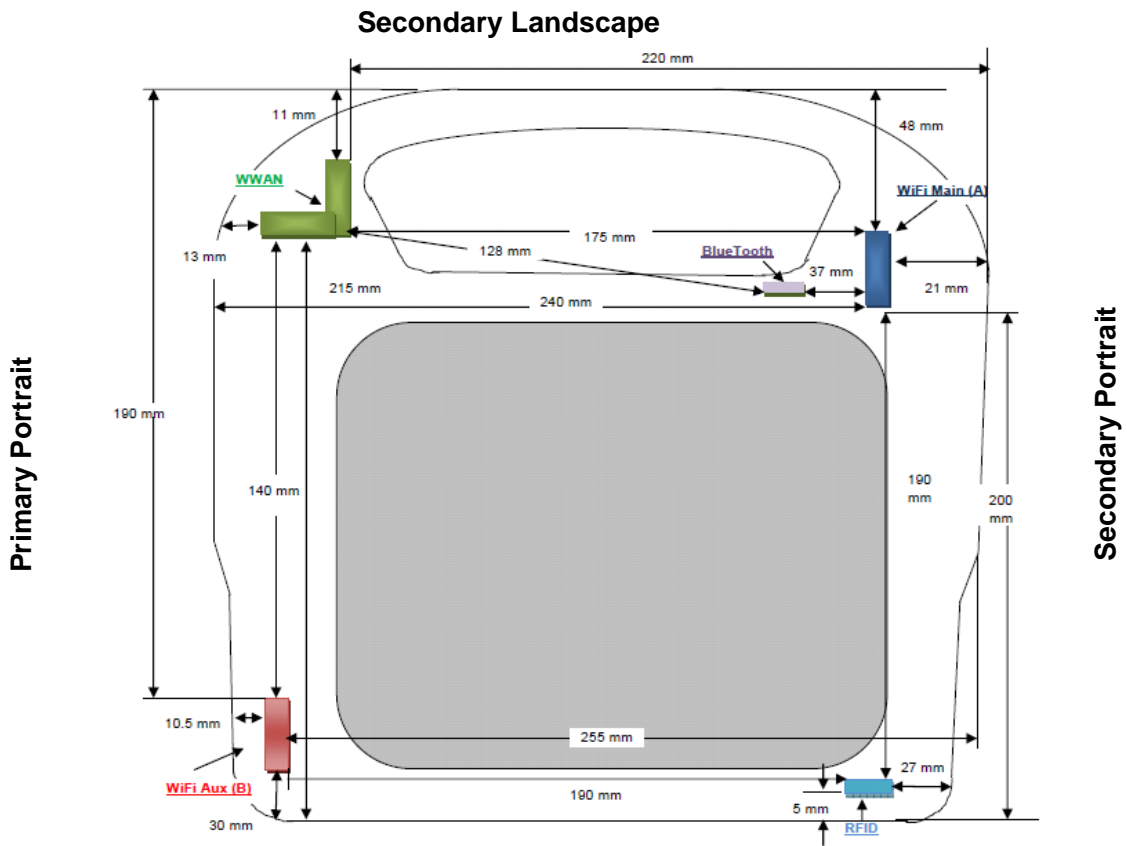 Secondary Landscape
220 mm
11 mm
48 mm
WWAN
WiFi Main (A)
175 mm
128 mm
BlueTooth
13 mm
37 mm
215 mm
240 mm
21 mm
Primary Portrait
Secondary Portrait
190 mm
140 mm
190
mm
200
mm
10.5 mm
255 mm
27 mm
WiFi Aux (B)
190 mm
5 mm
30 mm
RFID